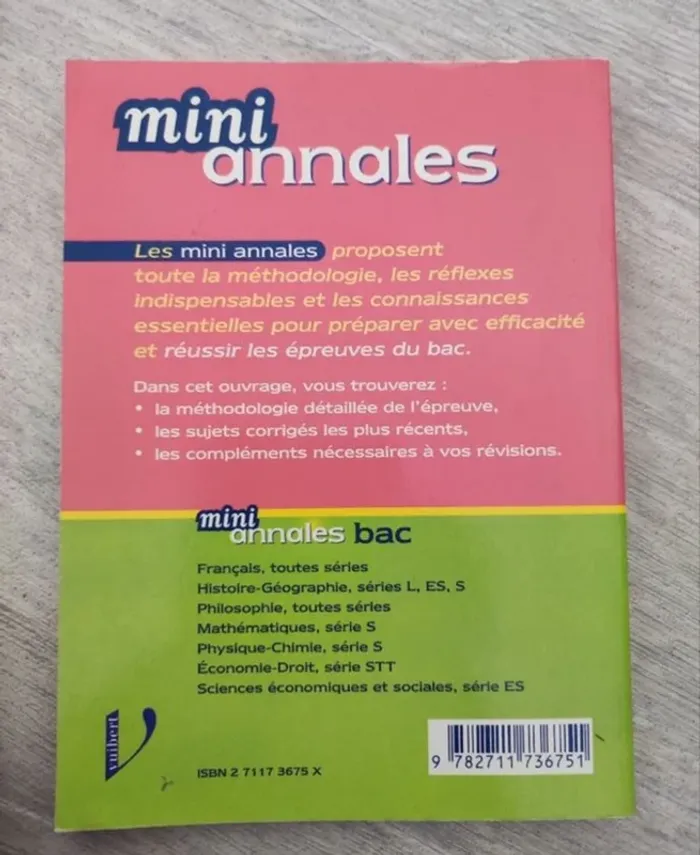 mini
annales
Les mini annales proposent
toute la méthodologie, les réflexes
indispensables et les connaissances
essentielles pour préparer avec efficacité
et réussir les épreuves du bac.
Dans cet ouvrage, vous trouverez :
• la méthodologie détaillée de l'épreuve,
• les sujets corrigés les plus récents,
• les compléments nécessaires à vos révisions.
mini
annales bac
Français, toutes séries
Histoire-Géographie, séries L, ES, S
Philosophie, toutes séries
Mathématiques, série S
Physique-Chimie, série S
Économie-Droit, série STT
Sciences économiques et sociales, série ES
vuibert
ISBN 2 7117 3675 X
9 782711 736751